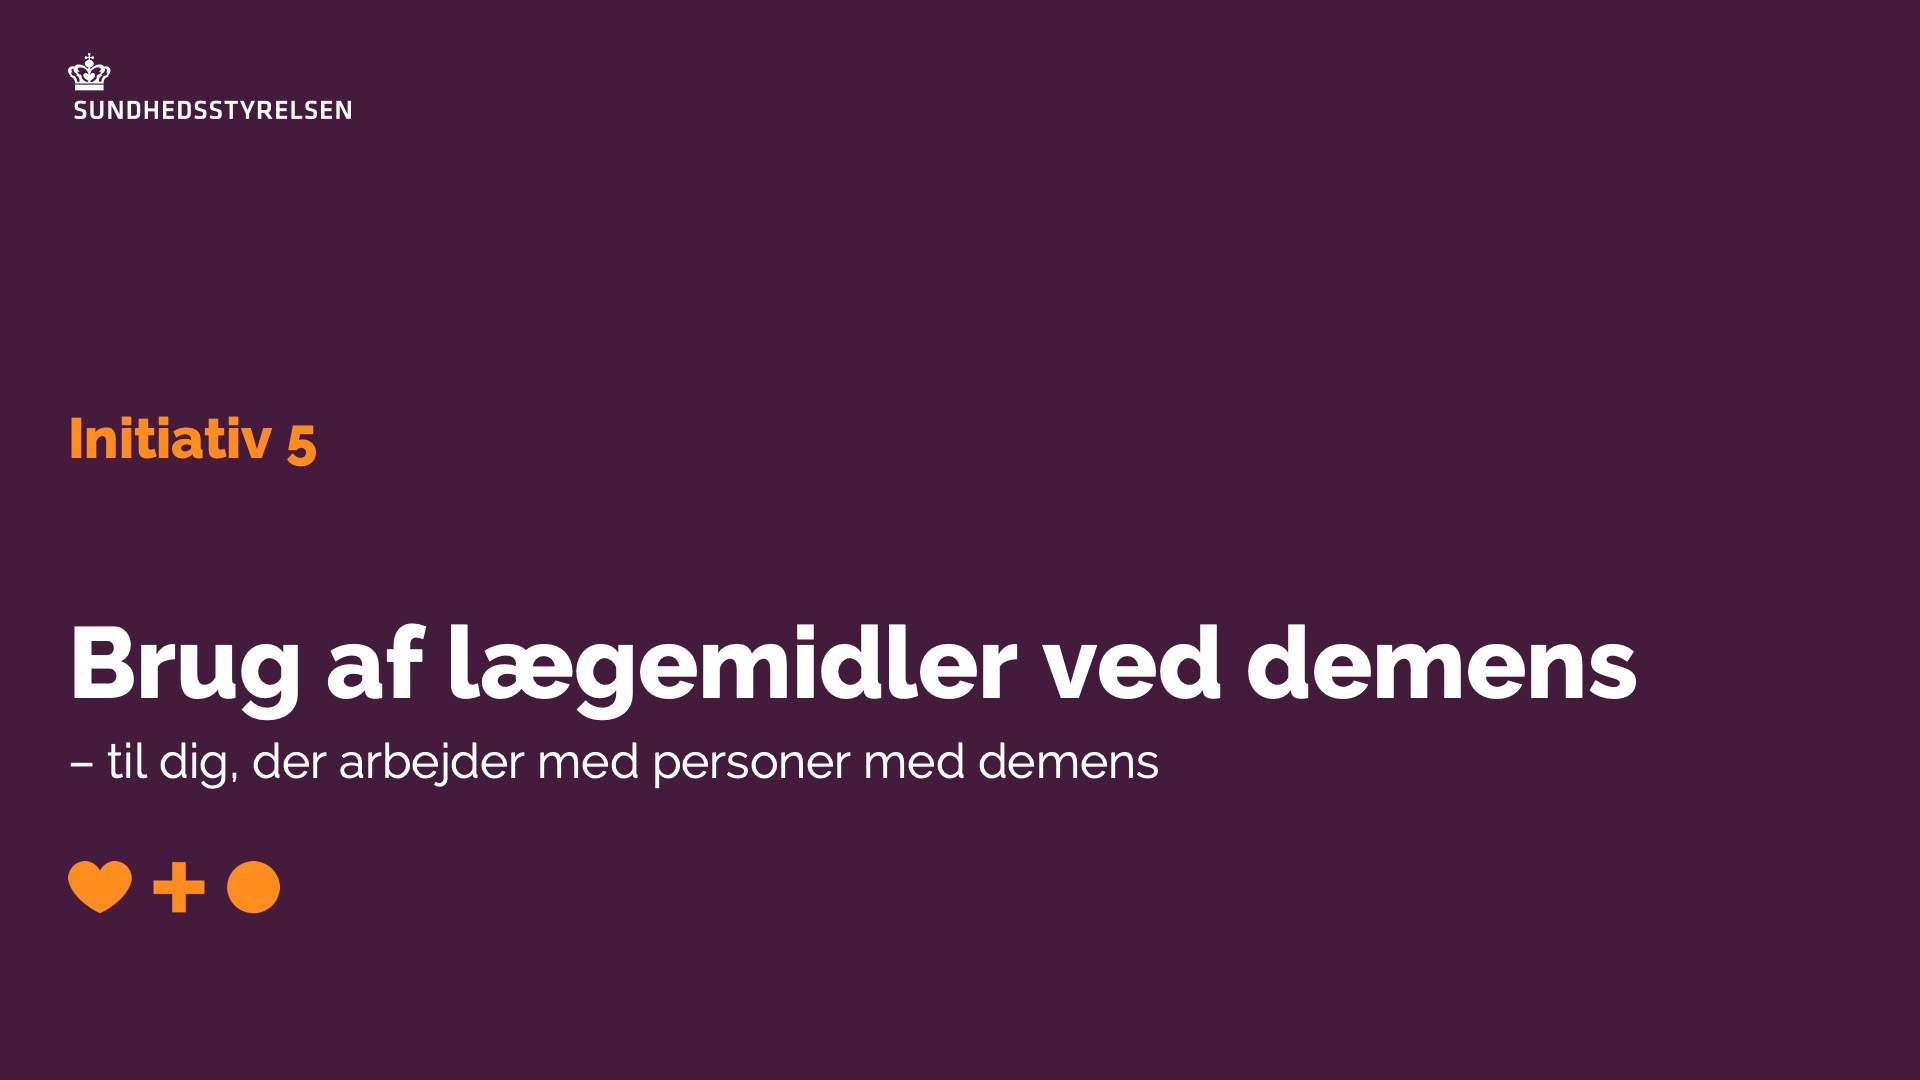 SUNDHEDSSTYRELSEN
Initiativ 5
Brug af lægemidler ved demens
– til dig, der arbejder med personer med demens